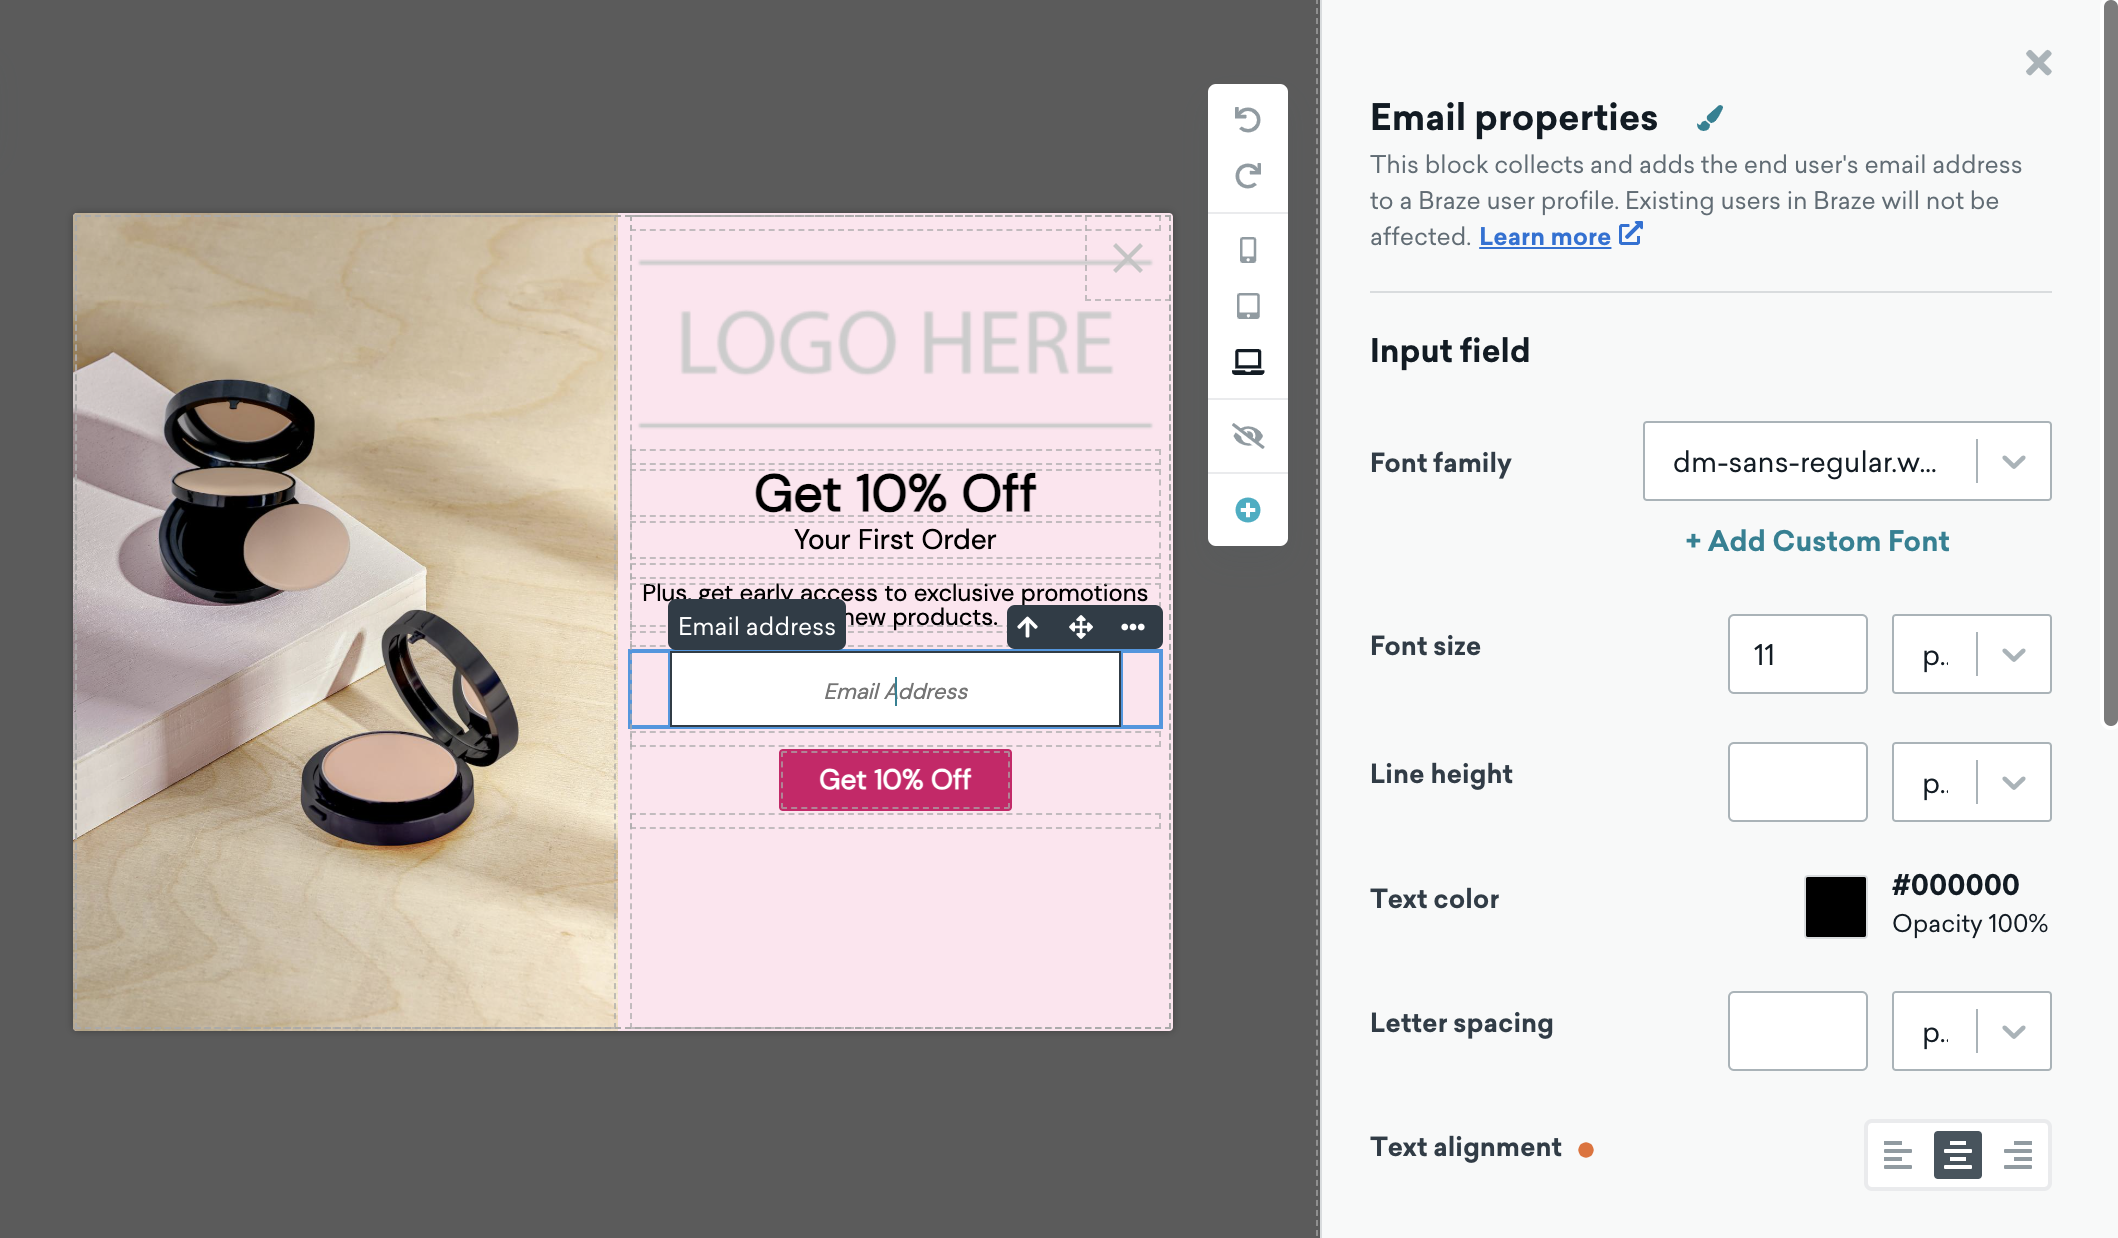 LOGO HERE
Get 10% Off
Your First Order
Plus, get early access to exclusive promotions
new products.
Email address
Email Address
Get 10% Off
Email properties
This block collects and adds the end user's email address
to a Braze user profile. Existing users in Braze will not be
affected. Learn more
Input field
Font family
dm-sans-regular.w...
+ Add Custom Font
Font size
11
p..
Line height
p..
Text color
#000000
Opacity 100%
Letter spacing
p..
Text alignment